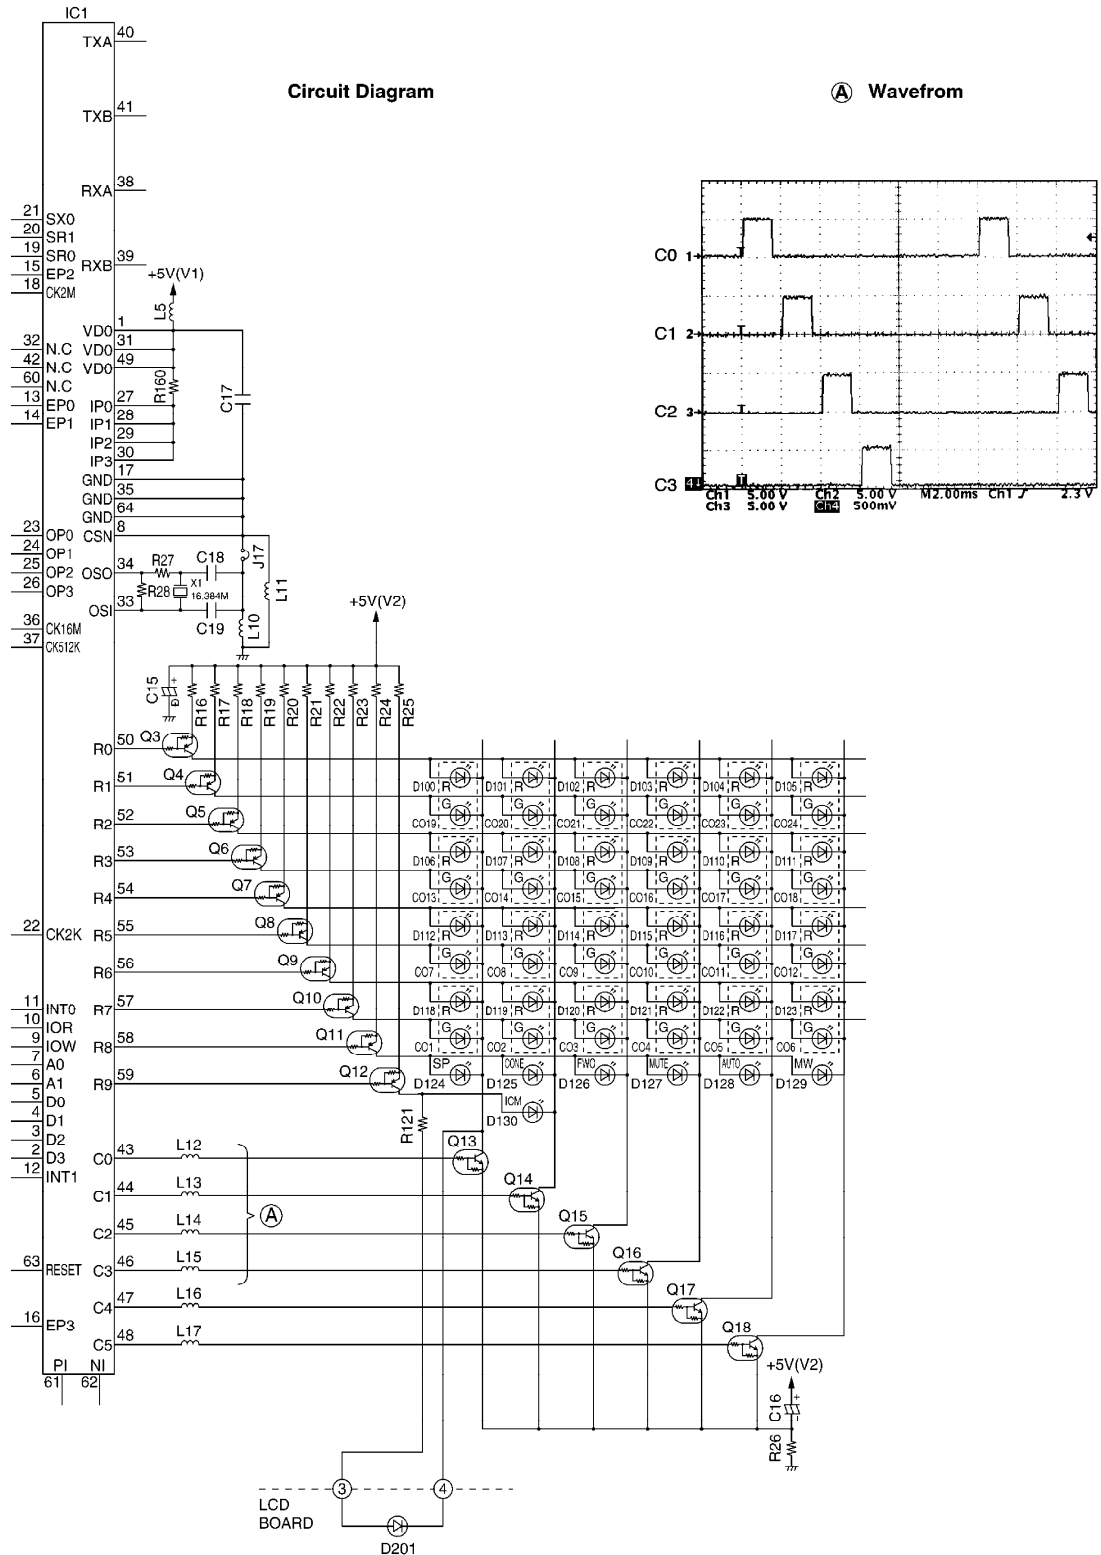 IC1
TXA 40
Circuit Diagram
Ⓐ Wavefrom
TXB 41
RXA 38
21 SX0
20 SR1
19 SR0
15 EP2
18 CK2M
RXB 39
+5V(V1)
L5
VD0 1
32 N.C VD0 31
42 N.C VD0 49
60 N.C
R160
C17
13 EP0 IP0 27
14 EP1 IP1 28
IP2 29
IP3 30
GND 17
GND 35
GND 64
23 OP0 CSN 8
24 OP1
25 OP2 OSO 34
26 OP3
R27 C18 J17
R28 X1
16.384M
L11
OSI 33
C19 L10
36 CK16M
37 CK512K
C0 1
C1 2
C2 3
C3 4
T
T
T
T
Ch1 5.00 V Ch2 5.00 V M2.00ms Ch1 2.3 V
Ch3 5.00 V Ch4 500mV
+5V(V2)
C15 +
R16 R17 R18 R19 R20 R21 R22 R23 R24 R25
R0 50 Q3
R1 51 Q4
R2 52 Q5
R3 53 Q6
R4 54 Q7
22 CK2K R5 55 Q8
R6 56 Q9
11 INT0 R7 57 Q10
10 IOR
9 IOW R8 58 Q11
7 A0
6 A1 R9 59 Q12
5 D0
4 D1
3 D2
2 D3
12 INT1
D100 R D101 R D102 R D103 R D104 R D105 R
G G G G G G
CO19 CO20 CO21 CO22 CO23 CO24
D106 R D107 R D108 R D109 R D110 R D111 R
G G G G G G
CO13 CO14 CO15 CO16 CO17 CO18
D112 R D113 R D114 R D115 R D116 R D117 R
G G G G G G
CO7 CO8 CO9 CO10 CO11 CO12
D118 R D119 R D120 R D121 R D122 R D123 R
G G G G G G
CO1 CO2 CO3 CO4 CO5 CO6
SP CONE FWO MUTE AUTO MW
D124 D125 D126 D127 D128 D129
ICM
D130
R121
C0 43 L12 Q13
C1 44 L13 Q14
Ⓐ
C2 45 L14 Q15
63 RESET C3 46 L15 Q16
C4 47 L16 Q17
16 EP3
C5 48 L17 Q18
PI NI
61 62
+5V(V2)
C16 + -
R26
3 4
LCD
BOARD
D201